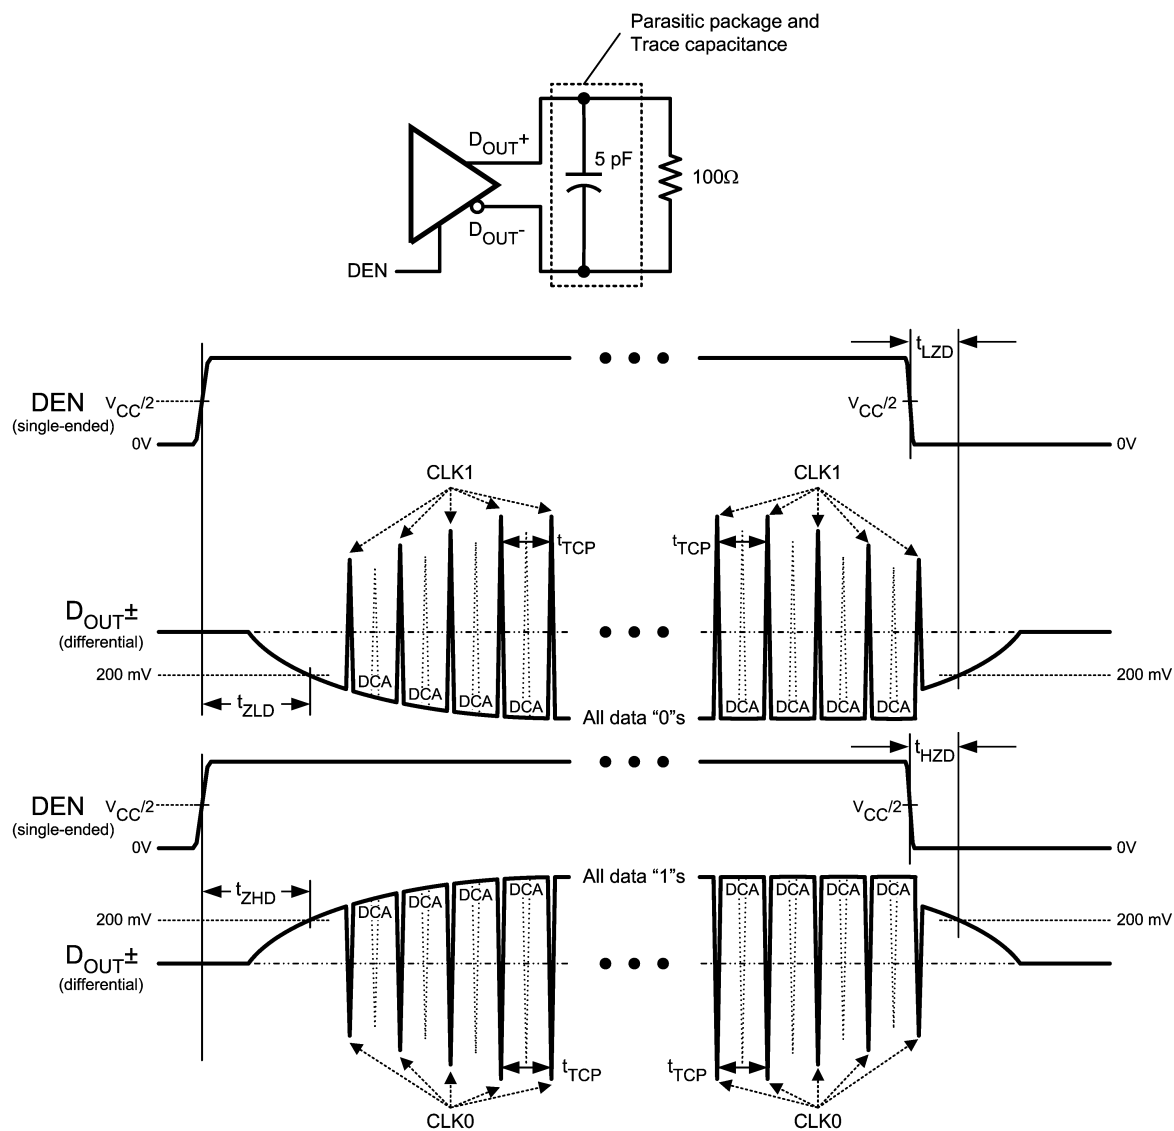 Parasitic package and
Trace capacitance
DOUT+
5 pF
100Ω
DOUT-
DEN
tLZD
DEN
(single-ended)
VCC/2
VCC/2
0V
0V
CLK1
CLK1
tTCP
tTCP
DOUT±
(differential)
200 mV
200 mV
DCA
DCA
DCA
DCA
DCA
DCA
DCA
DCA
tZLD
All data “0”s
tHZD
DEN
(single-ended)
VCC/2
VCC/2
0V
0V
All data “1”s
tZHD
DCA
DCA
DCA
DCA
DCA
DCA
DCA
DCA
200 mV
200 mV
DOUT±
(differential)
tTCP
tTCP
CLK0
CLK0